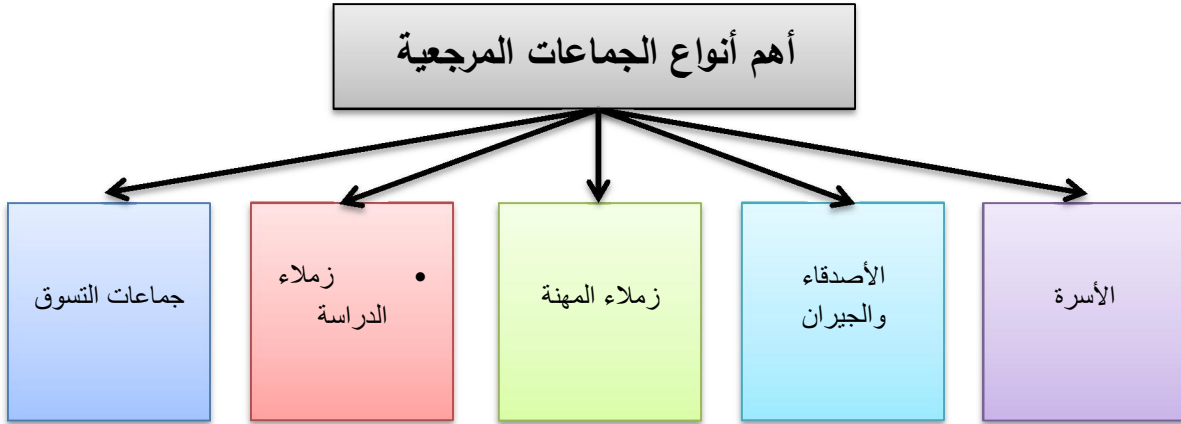 أهم أنواع الجماعات المرجعية
الأسرة
الأصدقاء
والجيران
زملاء المهنة
• زملاء
الدراسة
جماعات التسوق